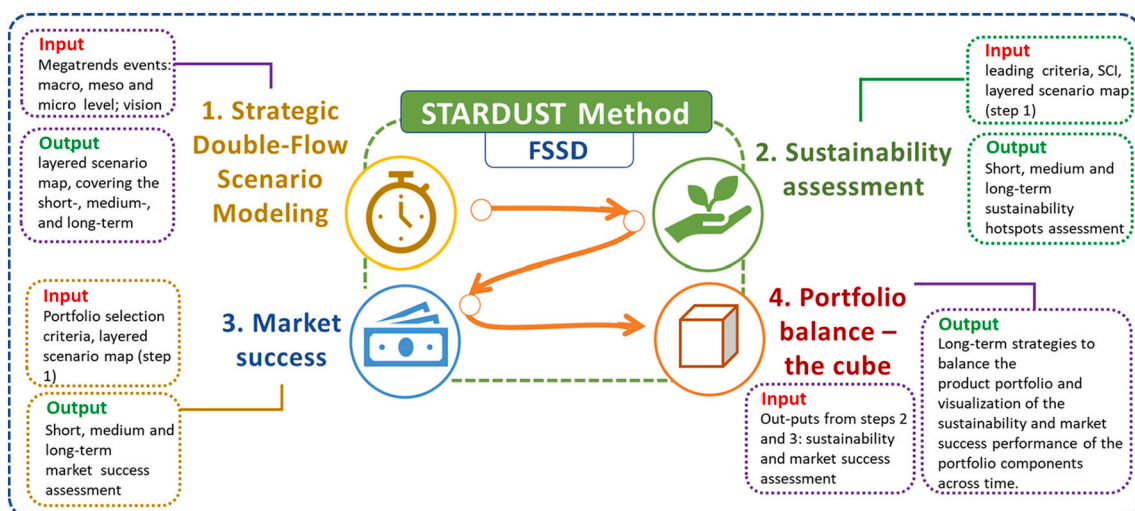 Input
Megatrends events:
macro, meso and
micro level; vision
Output
layered scenario
map, covering the
short-, medium-,
and long-term
1. Strategic
Double-Flow
Scenario
Modeling
STARDUST Method
FSSD
2. Sustainability
assessment
Input
leading criteria, SCI,
layered scenario map
(step 1)
Output
Short, medium and
long-term
sustainability
hotspots assessment
Input
Portfolio selection
criteria, layered
scenario map (step
1)
Output
Short, medium and
long-term
market success
assessment
3. Market
success
4. Portfolio
balance –
the cube
Input
Out-puts from steps 2
and 3: sustainability
and market success
assessment
Output
Long-term strategies to
balance the
product portfolio and
visualization of the
sustainability and market
success performance of the
portfolio components
across time.